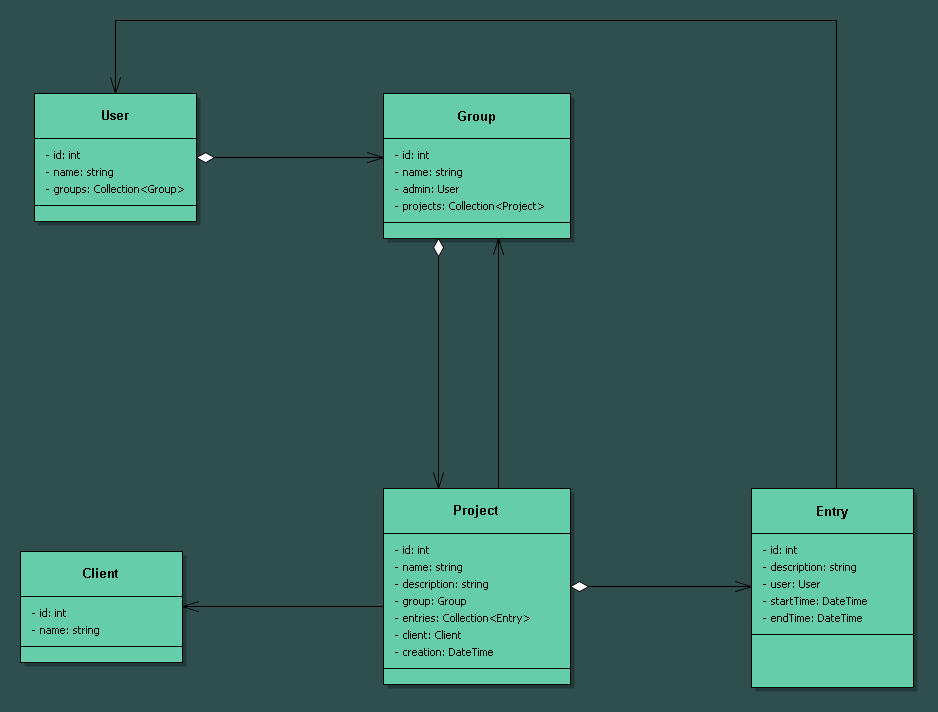 User
- id: int
- name: string
- groups: Collection<Group>
Group
- id: int
- name: string
- admin: User
- projects: Collection<Project>
Project
- id: int
- name: string
- description: string
- group: Group
- entries: Collection<Entry>
- client: Client
- creation: DateTime
Entry
- id: int
- description: string
- user: User
- startTime: DateTime
- endTime: DateTime
Client
- id: int
- name: string